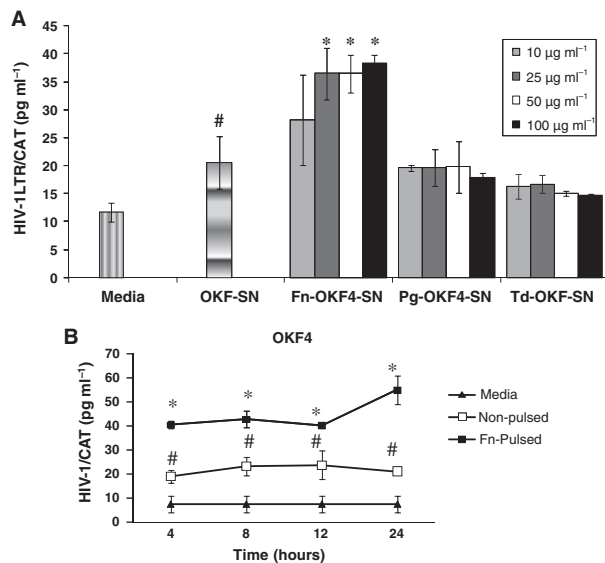 A
HIV-1LTR/CAT (pg ml−1)
45
40
35
30
25
20
15
10
5
0
#
* * *
10 µg ml−1
25 µg ml−1
50 µg ml−1
100 µg ml−1
Media OKF-SN Fn-OKF4-SN Pg-OKF4-SN Td-OKF-SN
B
OKF4
HIV-1/CAT (pg ml−1)
70
60
50
40
30
20
10
0
* * * *
# # # #
Media
Non-pulsed
Fn-Pulsed
4 8 12 24
Time (hours)